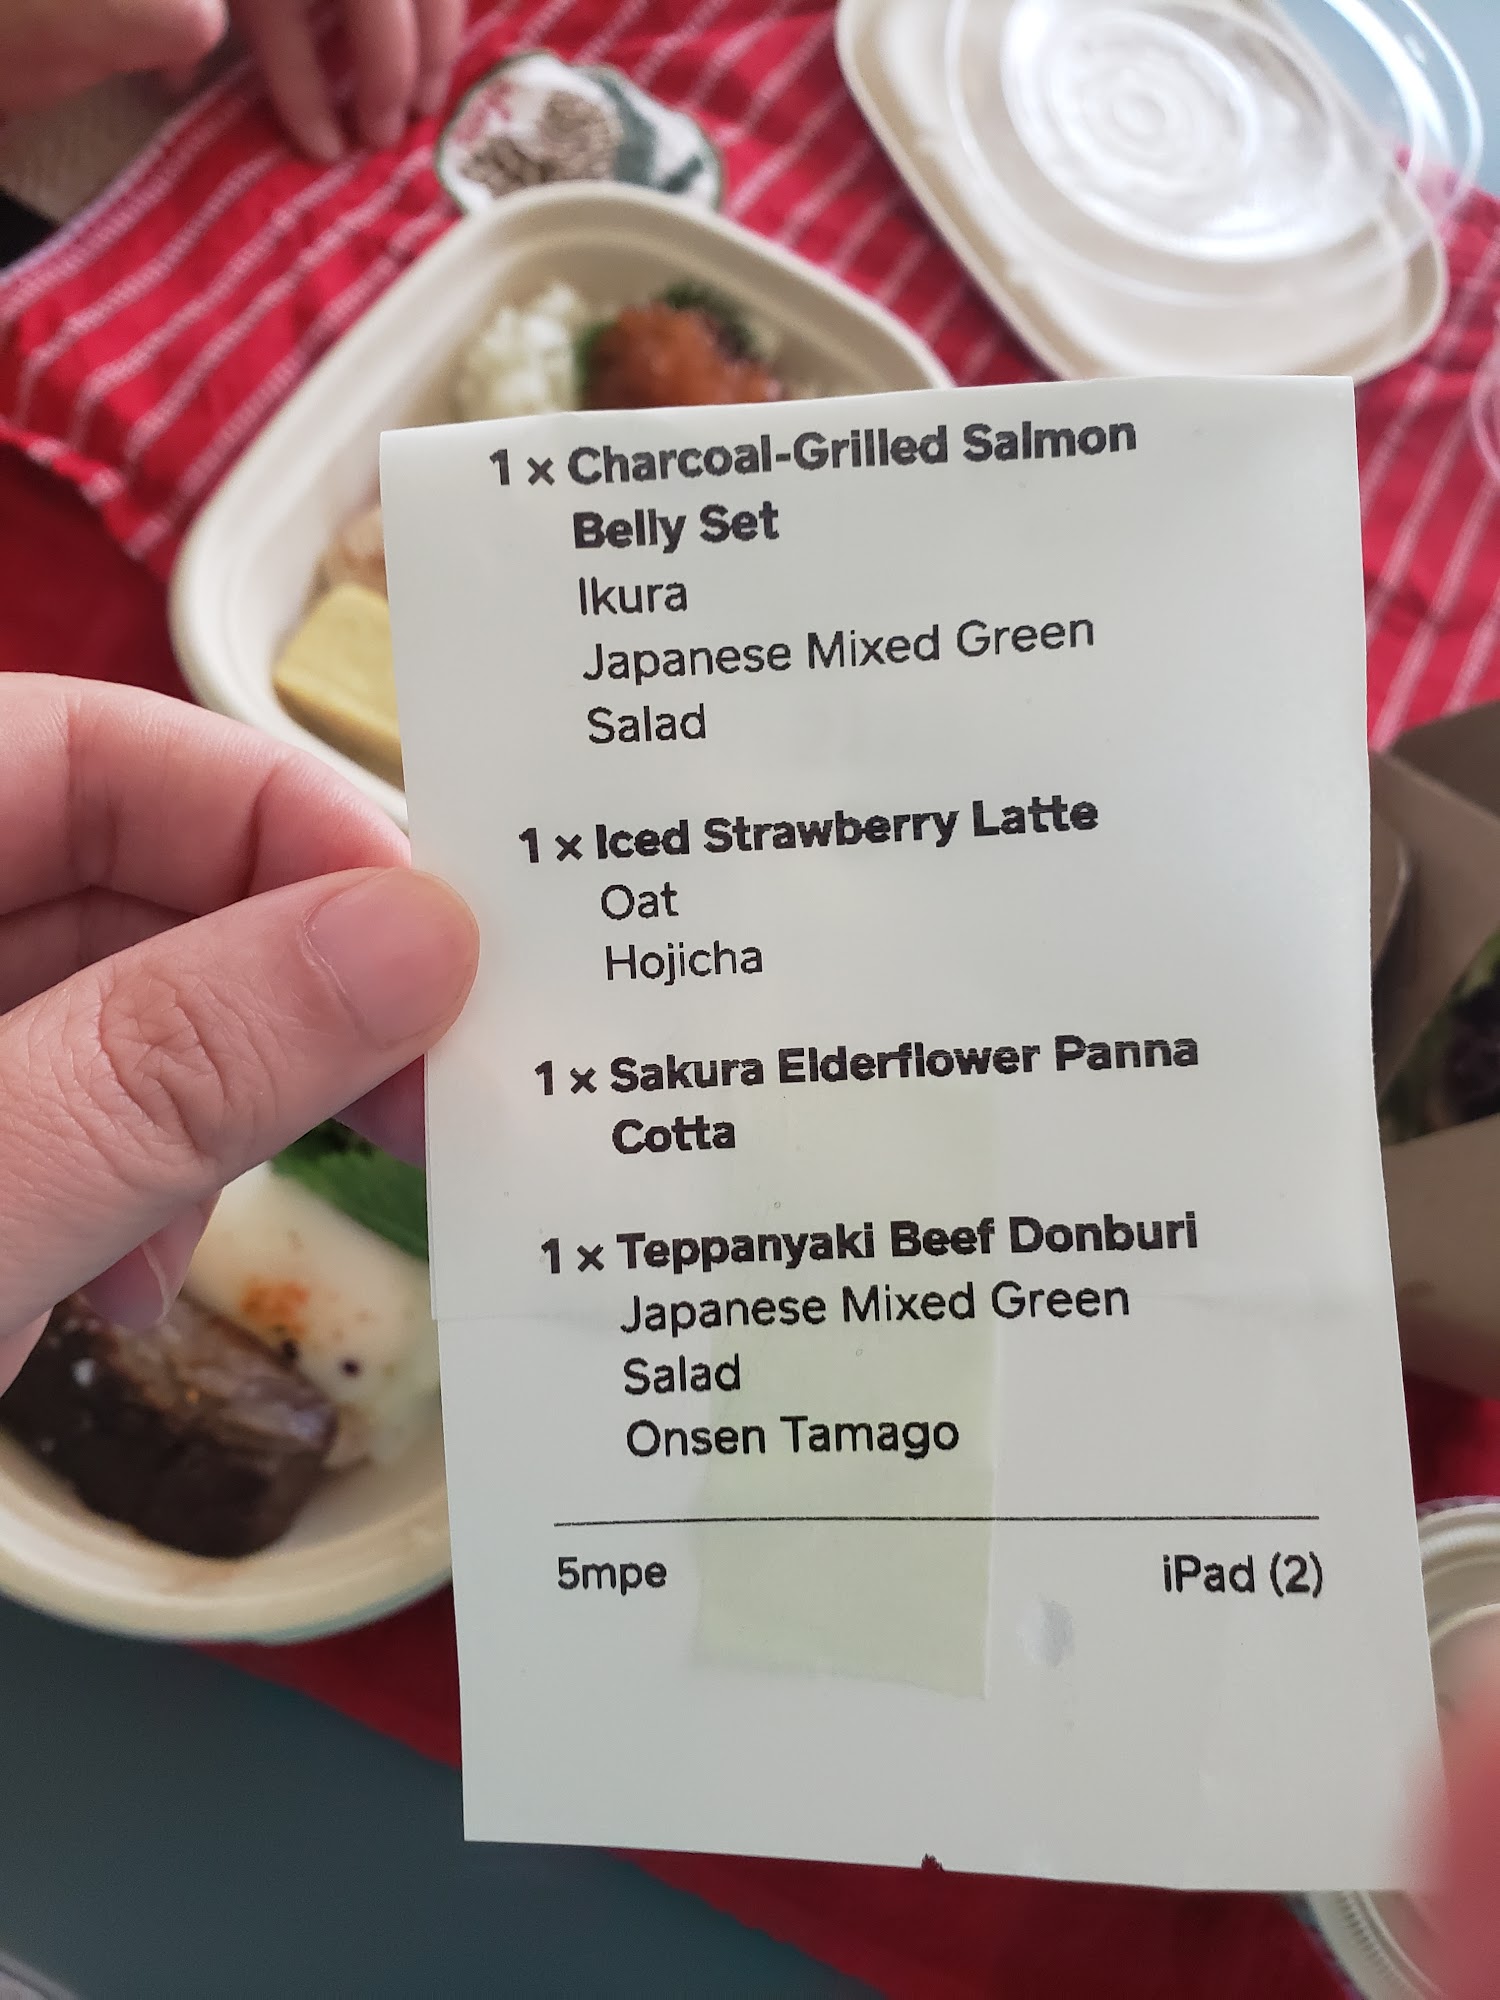 1 x Charcoal-Grilled Salmon
Belly Set
Ikura
Japanese Mixed Green
Salad
1 x Iced Strawberry Latte
Oat
Hojicha
1 x Sakura Elderflower Panna
Cotta
1 x Teppanyaki Beef Donburi
Japanese Mixed Green
Salad
Onsen Tamago
5mpe iPad (2)